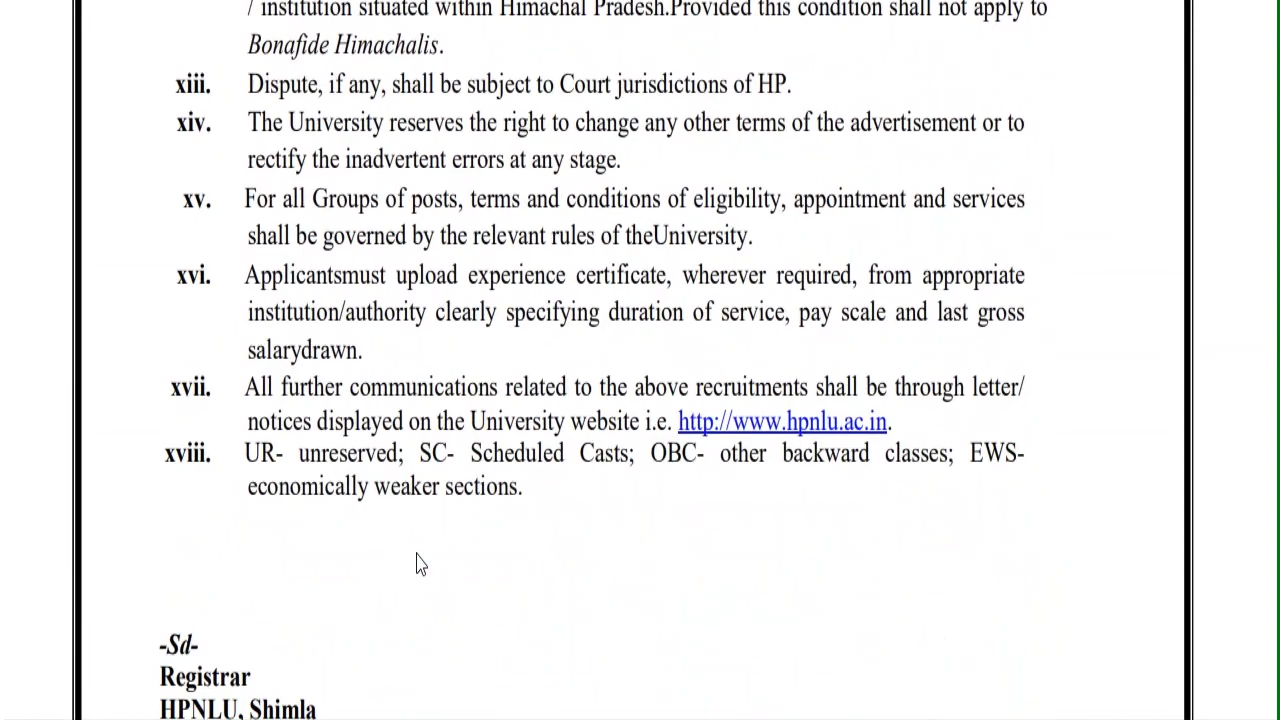 / institution situated within Himachal Pradesh.Provided this condition shall not apply to
Bonafide Himachalis.
xiii. Dispute, if any, shall be subject to Court jurisdictions of HP.
xiv. The University reserves the right to change any other terms of the advertisement or to
rectify the inadvertent errors at any stage.
xv. For all Groups of posts, terms and conditions of eligibility, appointment and services
shall be governed by the relevant rules of theUniversity.
xvi. Applicantsmust upload experience certificate, wherever required, from appropriate
institution/authority clearly specifying duration of service, pay scale and last gross
salarydrawn.
xvii. All further communications related to the above recruitments shall be through letter/
notices displayed on the University website i.e. http://www.hpnlu.ac.in.
xviii. UR- unreserved; SC- Scheduled Casts; OBC- other backward classes; EWS-
economically weaker sections.
-Sd-
Registrar
HPNLU, Shimla